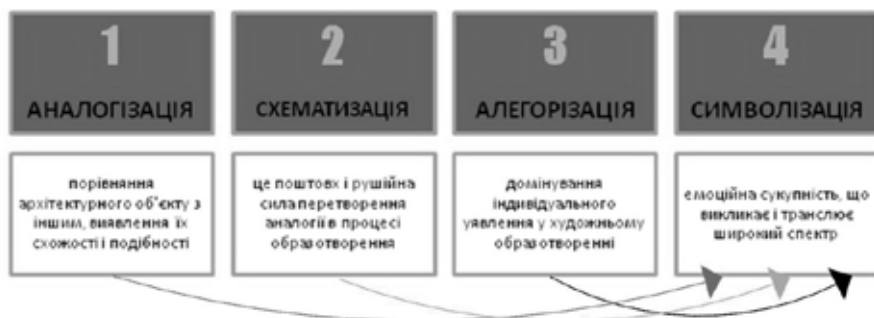 1
АНАЛОГІЗАЦІЯ
порівняння
архітектурного об'єкту з
іншим, виявлення їх
схожості і подібності
2
СХЕМАТИЗАЦІЯ
це поштовх і рушійна
сила перетворення
аналогії в процесі
образотворення
3
АЛЕГОРІЗАЦІЯ
домінування
індивідуального
уявлення у художньому
образотворенні
4
СИМВОЛІЗАЦІЯ
емоційна сукупність, що
викликає і транслює
широкий спектр